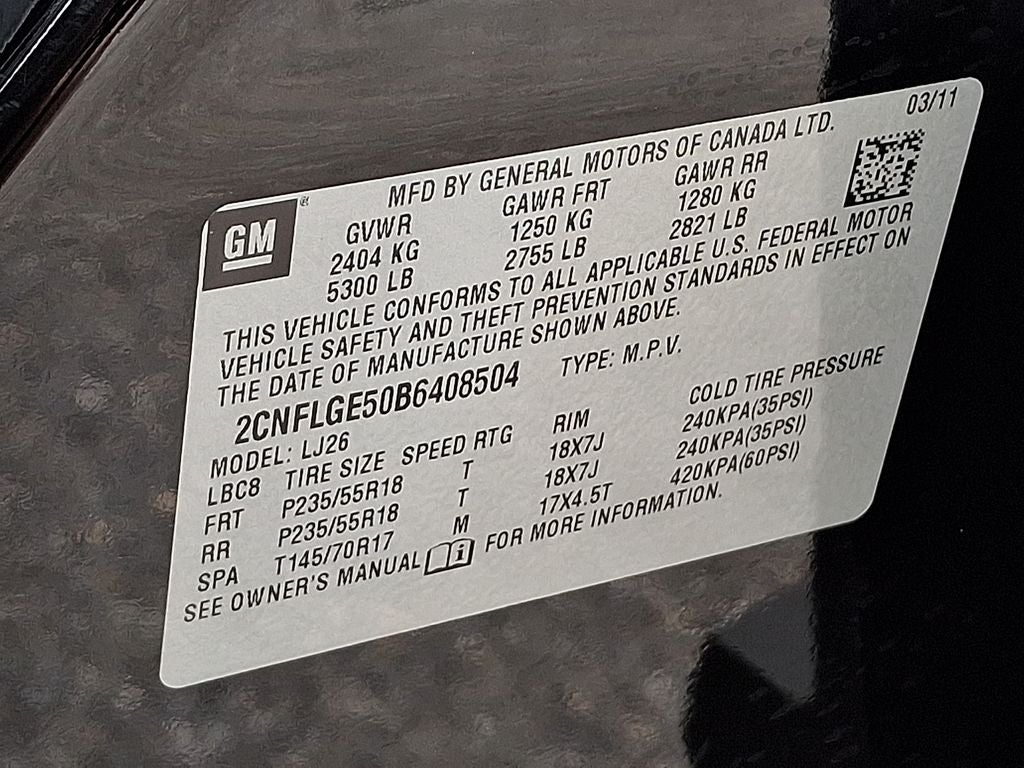 03/11
MFD BY GENERAL MOTORS OF CANADA LTD.
GM®
GVWR GAWR FRT GAWR RR
2404 KG 1250 KG 1280 KG
5300 LB 2755 LB 2821 LB
THIS VEHICLE CONFORMS TO ALL APPLICABLE U.S. FEDERAL MOTOR
VEHICLE SAFETY AND THEFT PREVENTION STANDARDS IN EFFECT ON
THE DATE OF MANUFACTURE SHOWN ABOVE.
2CNFLGE50B6408504 TYPE: M.P.V.
MODEL: LJ26
LBC8 TIRE SIZE SPEED RTG RIM COLD TIRE PRESSURE
FRT P235/55R18 T 18X7J 240KPA(35PSI)
RR P235/55R18 T 18X7J 240KPA(35PSI)
SPA T145/70R17 M 17X4.5T 420KPA(60PSI)
SEE OWNER'S MANUAL FOR MORE INFORMATION.